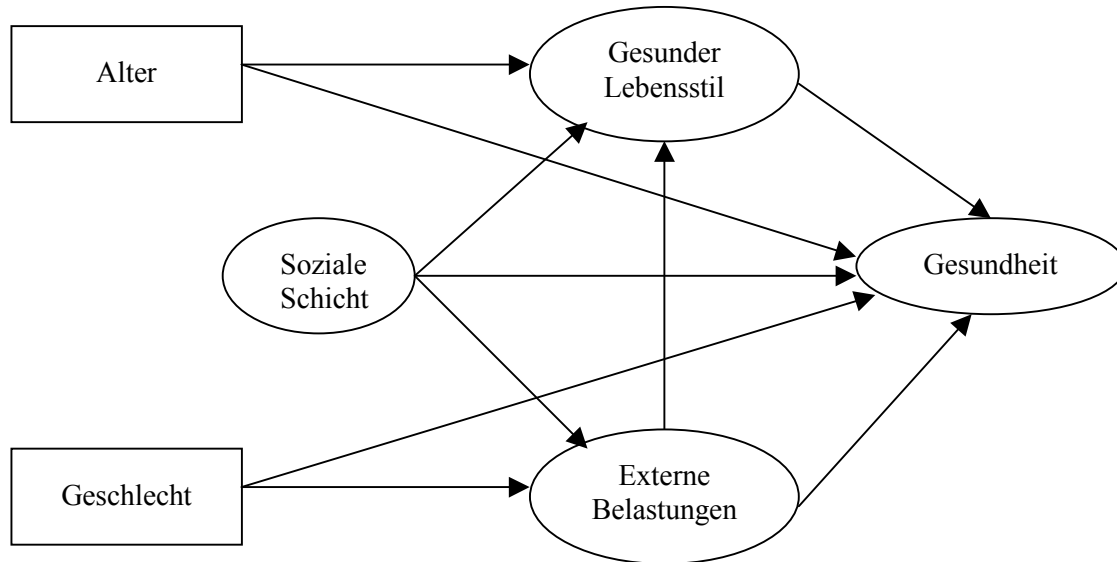 Alter
Gesunder
Lebensstil
Soziale
Schicht
Gesundheit
Geschlecht
Externe
Belastungen